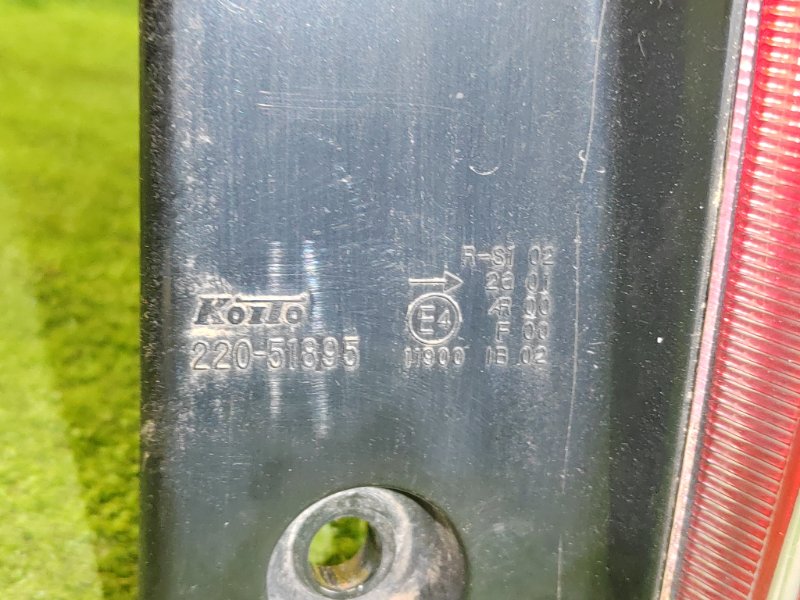 KOITO
220-51895
→
E4
11900
R-S1 02
2a 01
AR 00
F 00
IB 02